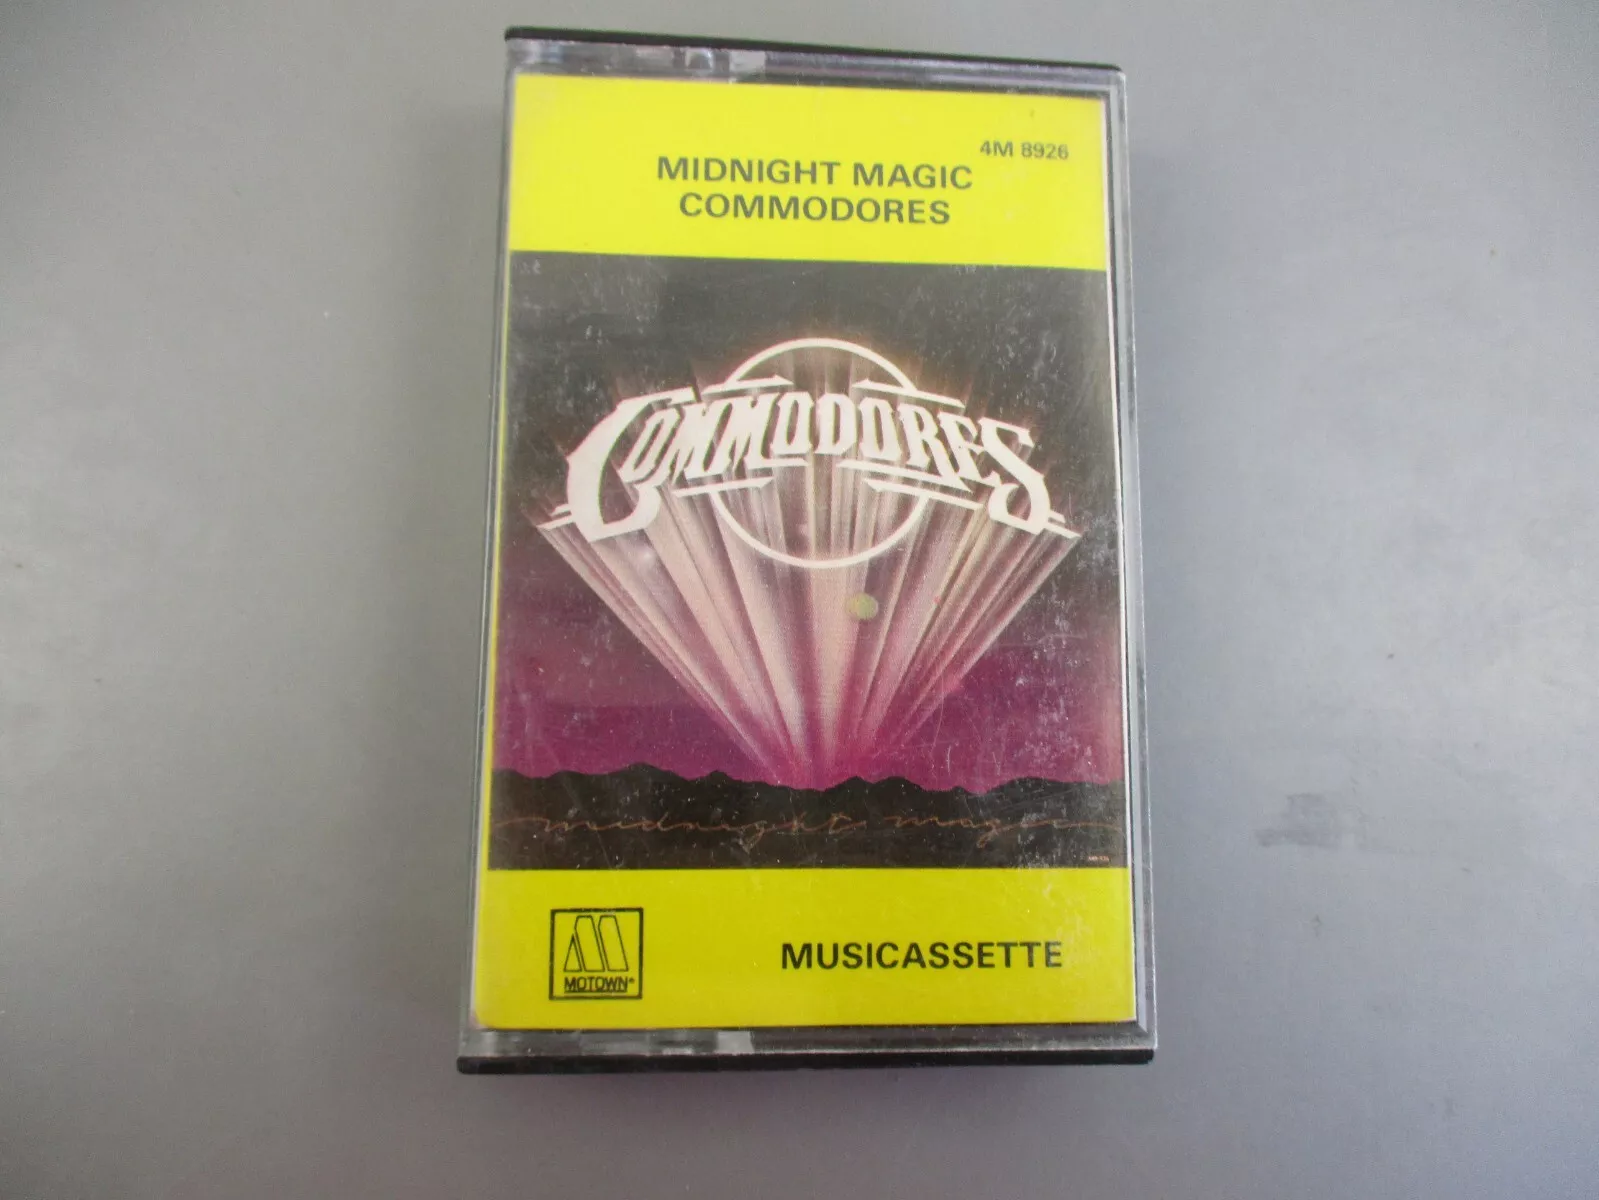 4M 8926
MIDNIGHT MAGIC
COMMODORES
COMMODORES
midnight magic
MOTOWN®
MUSICASSETTE